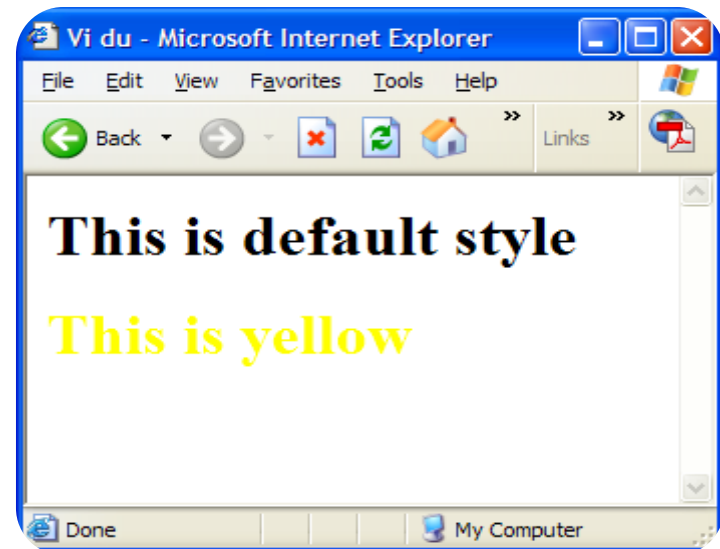 Vi du - Microsoft Internet Explorer
File Edit View Favorites Tools Help
Back » Links »
This is default style
This is yellow
Done My Computer